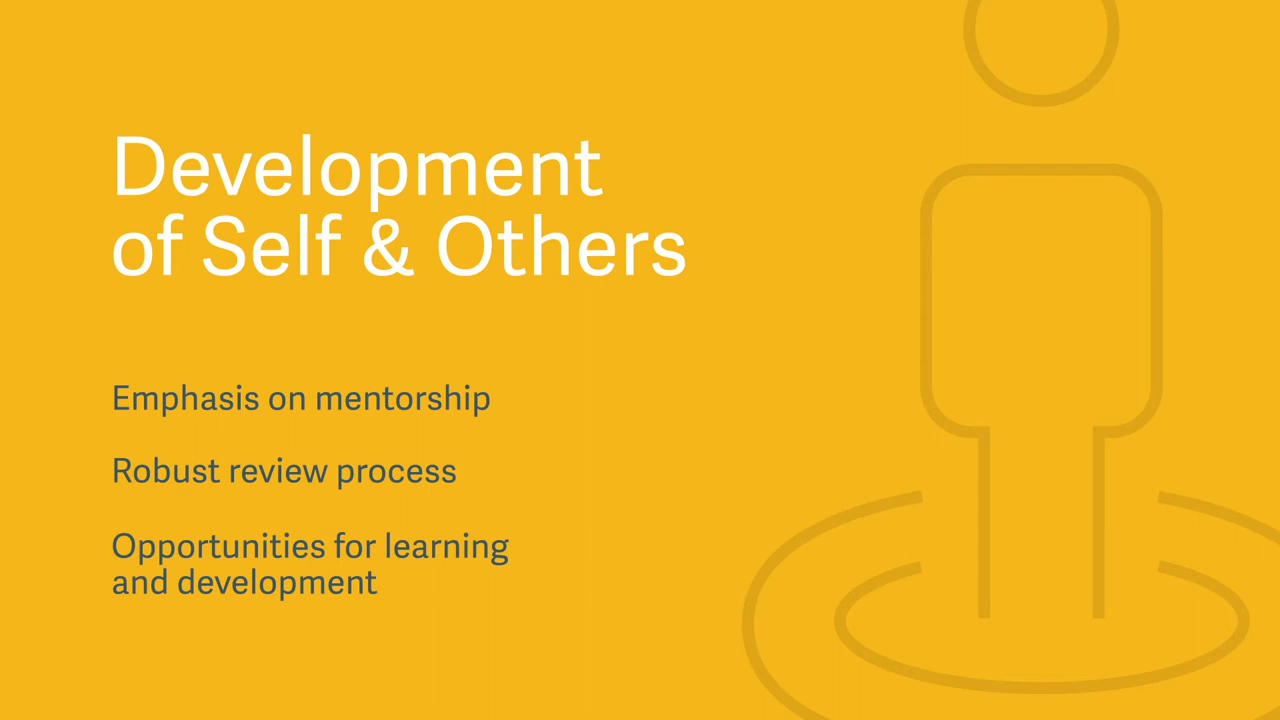 Development
of Self & Others
Emphasis on mentorship
Robust review process
Opportunities for learning
and development